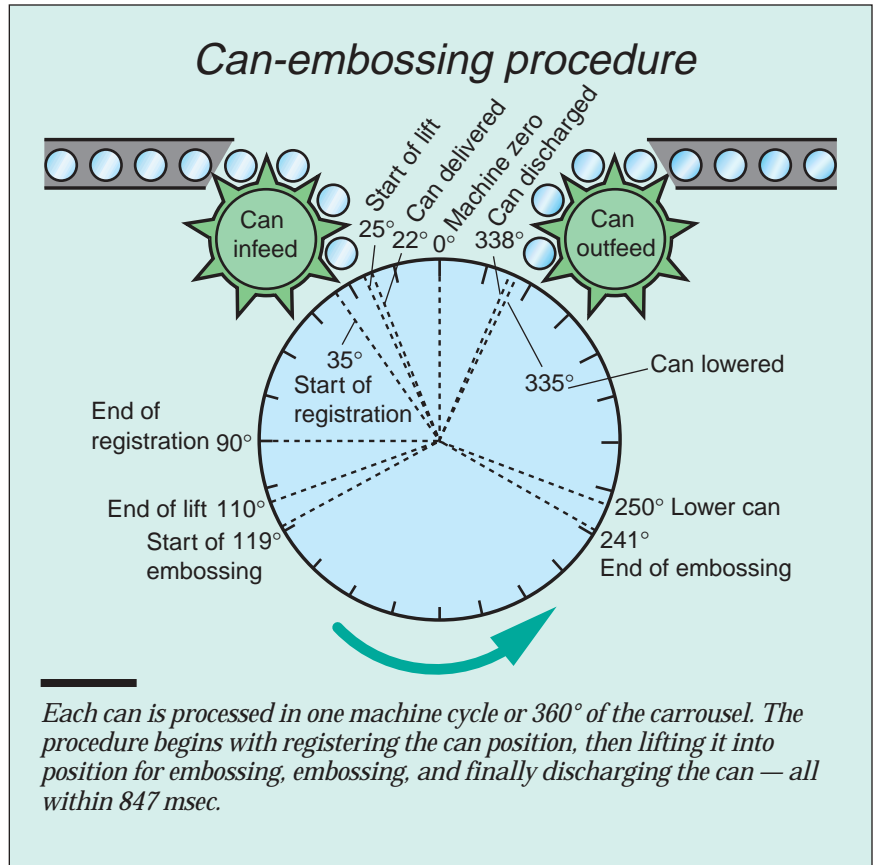 Can-embossing procedure
Start of lift
Can delivered
Machine zero
Can discharged
Can
infeed
25°
22°
0°
338°
Can
outfeed
35°
Start of
registration
335°
Can lowered
End of
registration 90°
End of lift 110°
Start of 119°
embossing
250° Lower can
241°
End of embossing
Each can is processed in one machine cycle or 360° of the carrousel. The
procedure begins with registering the can position, then lifting it into
position for embossing, embossing, and finally discharging the can — all
within 847 msec.